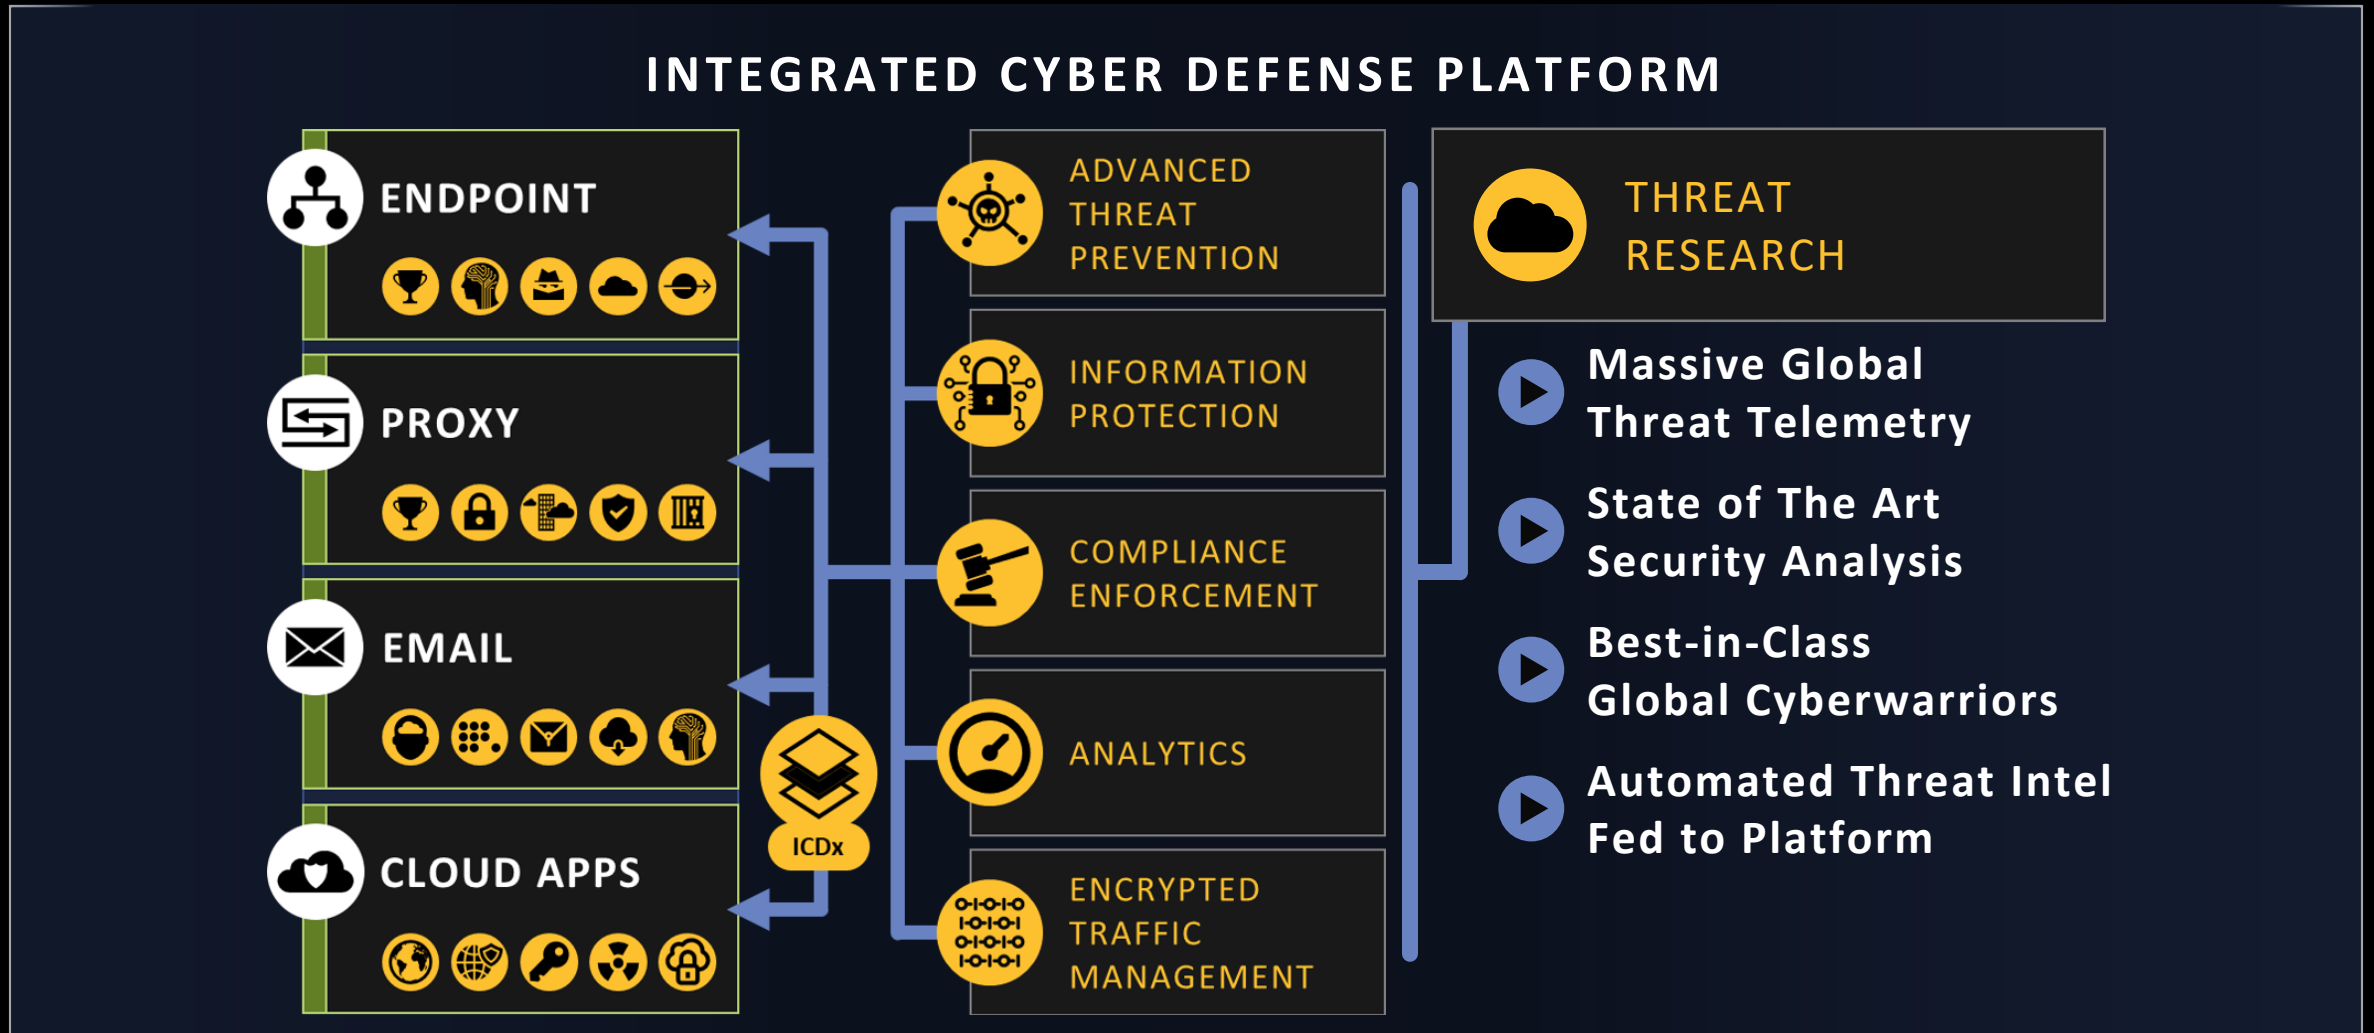 INTEGRATED CYBER DEFENSE PLATFORM
ENDPOINT
PROXY
EMAIL
CLOUD APPS
ICDx
ADVANCED
THREAT
PREVENTION
INFORMATION
PROTECTION
COMPLIANCE
ENFORCEMENT
ANALYTICS
ENCRYPTED
TRAFFIC
MANAGEMENT
THREAT
RESEARCH
Massive Global
Threat Telemetry
State of The Art
Security Analysis
Best-in-Class
Global Cyberwarriors
Automated Threat Intel
Fed to Platform